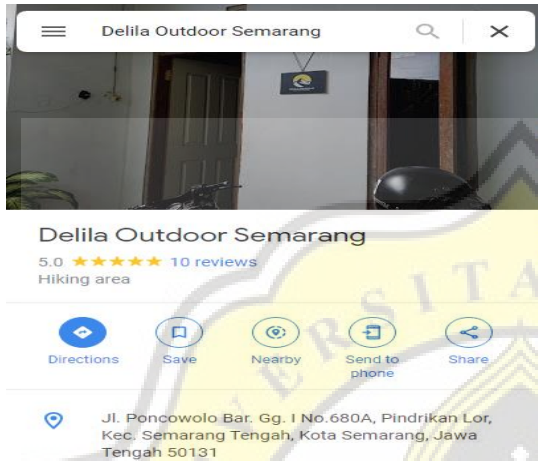 Delila Outdoor Semarang
Delila Outdoor Semarang
5.0 ★★★★★ 10 reviews
Hiking area
Directions Save Nearby Send to phone Share
Jl. Poncowolo Bar. Gg. I No.680A, Pindrikan Lor,
Kec. Semarang Tengah, Kota Semarang, Jawa
Tengah 50131